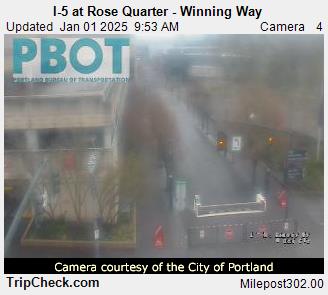 I-5 at Rose Quarter - Winning Way
Updated Jan 01 2025 9:53 AM Camera 4
PBOT
PORTLAND BUREAU OF TRANSPORTATION
Camera courtesy of the City of Portland
TripCheck.com Milepost302.00